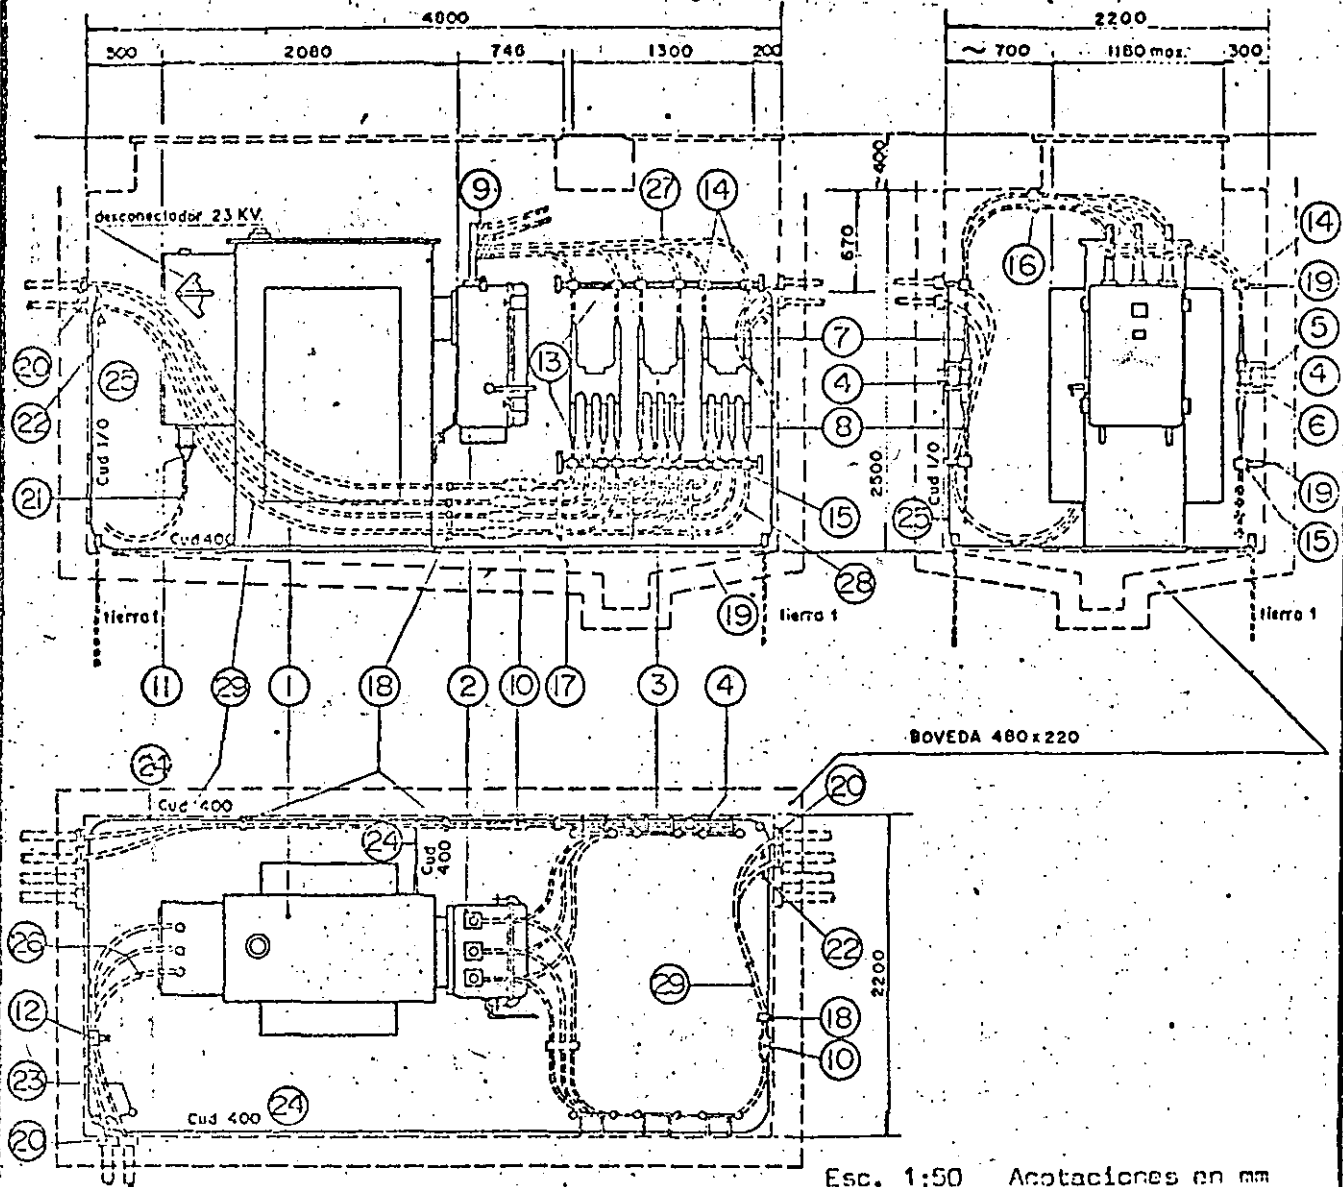 4800
2200
500 2080 746 1300 200
~ 700 1180 max. 300
~400
9 27 14
14
desconectador 23 KV.
670
16
19
5
7
13
20
25
4
4
22
8
6
Cud 1/0
2500
Cud 1/0
21
19
15
25
Cud 400
15
28
19
tierra 1
tierra 1
tierra 1
11 29 1 18 2 10 17 3 4
BOVEDA 480x220
24
Cud 400
20
24
Cud 400
26
22
29
2200
12
18
10
23
Cud 400 24
20
Esc. 1:50 Acotaciones en mm